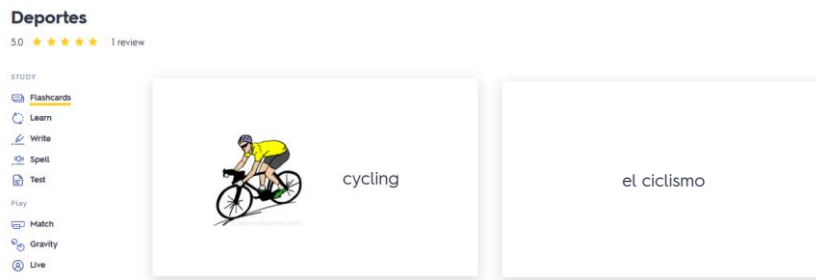 Deportes
5.0 1 review
STUDY
Flashcards
Learn
Write
Spell
Test
Play
Match
Gravity
Live
cycling
el ciclismo